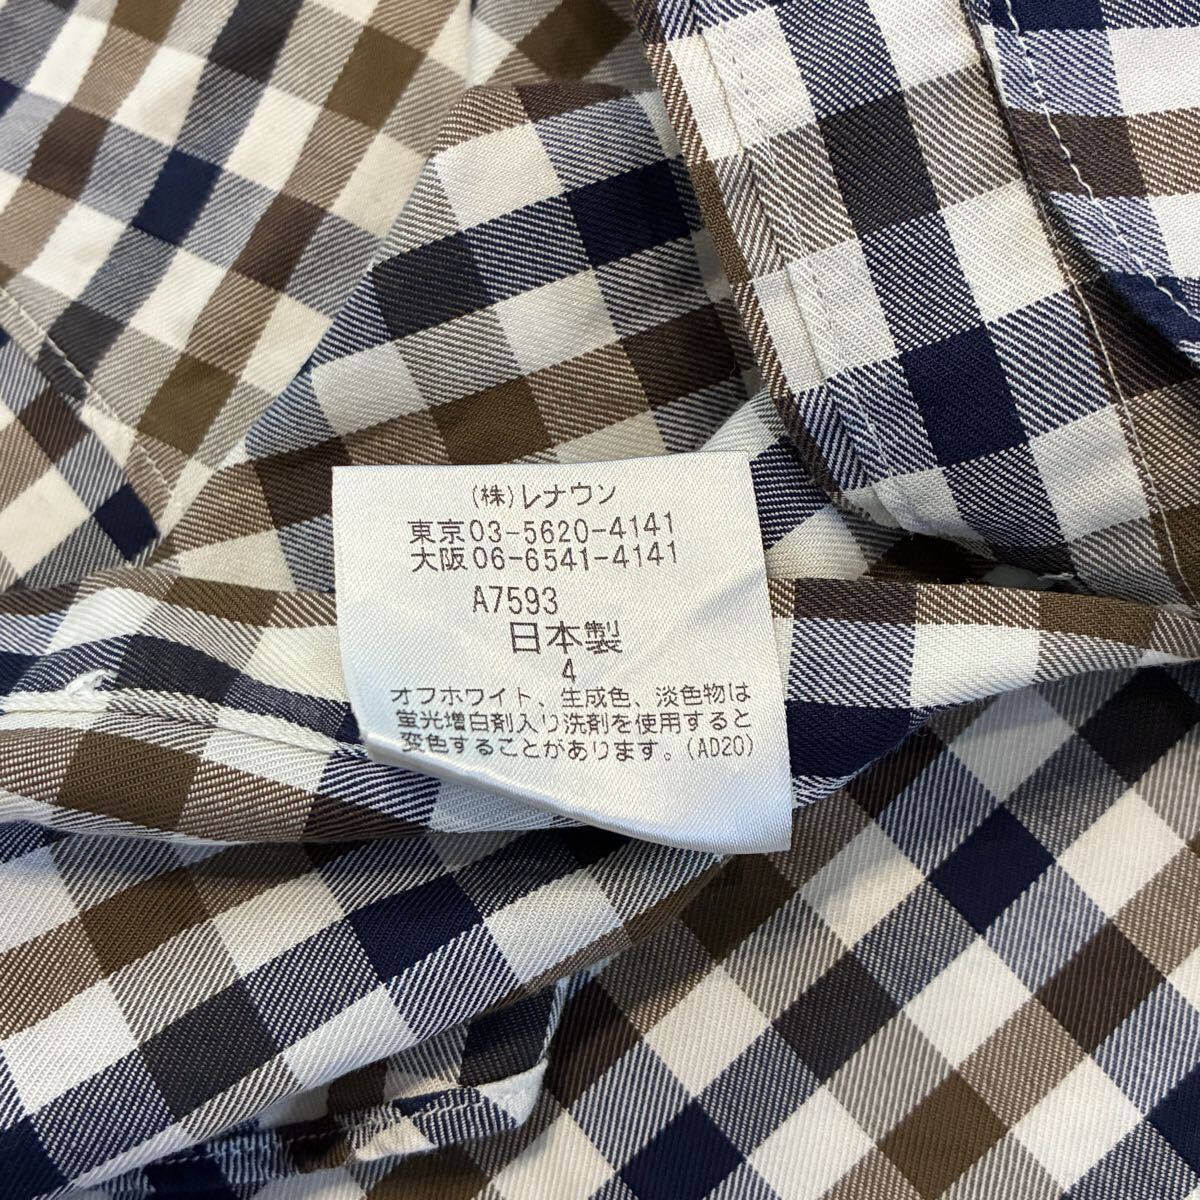 (株)レナウン
東京03-5620-4141
大阪06-6541-4141
A7593
日本製
4
オフホワイト、生成色、淡色物は
蛍光増白剤入り洗剤を使用すると
変色することがあります。(AD20)